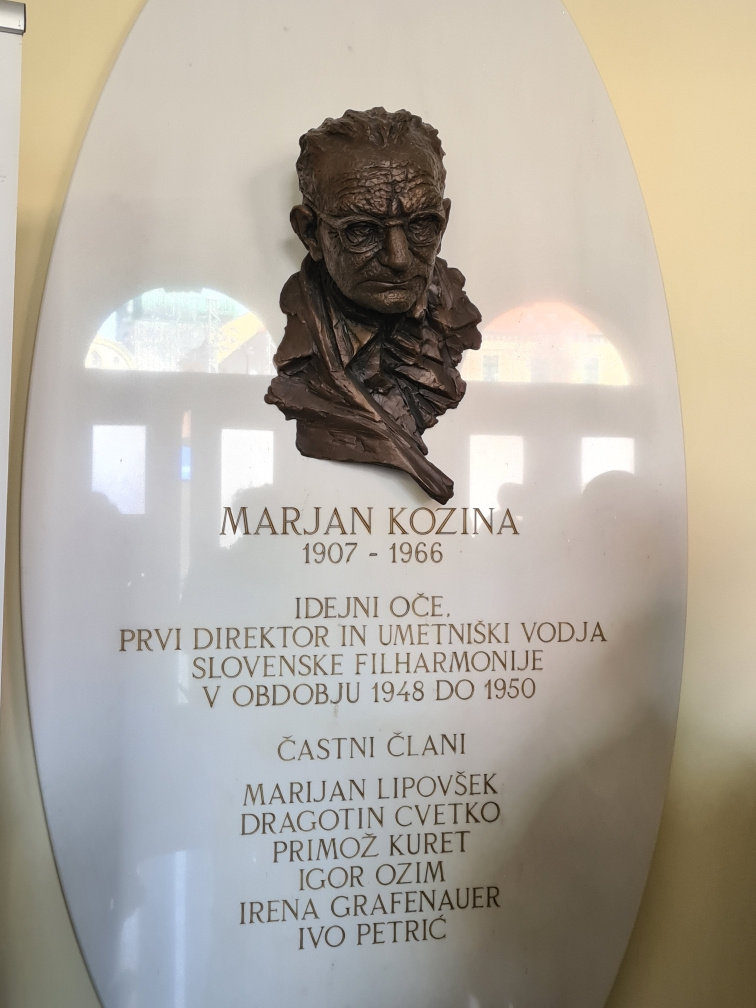 MARJAN KOZINA
1907 - 1966
IDEJNI OČE,
PRVI DIREKTOR IN UMETNIŠKI VODJA
SLOVENSKE FILHARMONIJE
V OBDOBJU 1948 DO 1950
ČASTNI ČLANI
MARIJAN LIPOVŠEK
DRAGOTIN CVETKO
PRIMOŽ KURET
IGOR OZIM
IRENA GRAFENAUER
IVO PETRIĆ